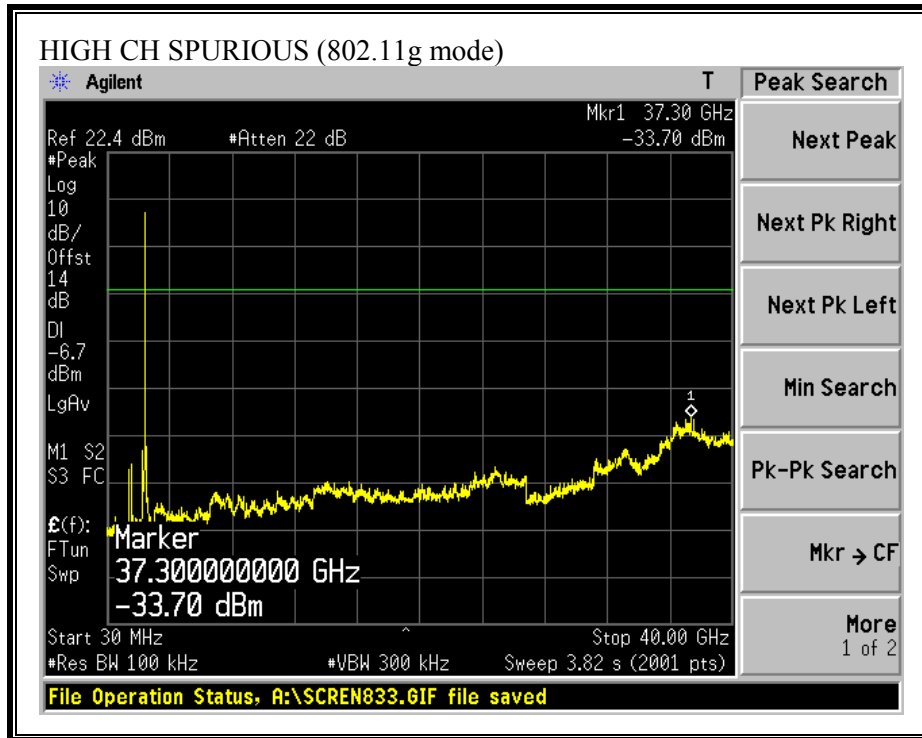 HIGH CH SPURIOUS (802.11g mode)
Agilent T Peak Search
Mkr1 37.30 GHz
Ref 22.4 dBm #Atten 22 dB -33.70 dBm
#Peak
Log
10
dB/
Offst
14
dB
DI
-6.7
dBm
LgAv
M1 S2
S3 FC
£(f):
FTun
Swp
1
Marker
37.300000000 GHz
-33.70 dBm
Start 30 MHz ^ Stop 40.00 GHz
#Res BW 100 kHz #VBW 300 kHz Sweep 3.82 s (2001 pts)
File Operation Status, A:\SCREN833.GIF file saved
Next Peak
Next Pk Right
Next Pk Left
Min Search
Pk-Pk Search
Mkr → CF
More
1 of 2